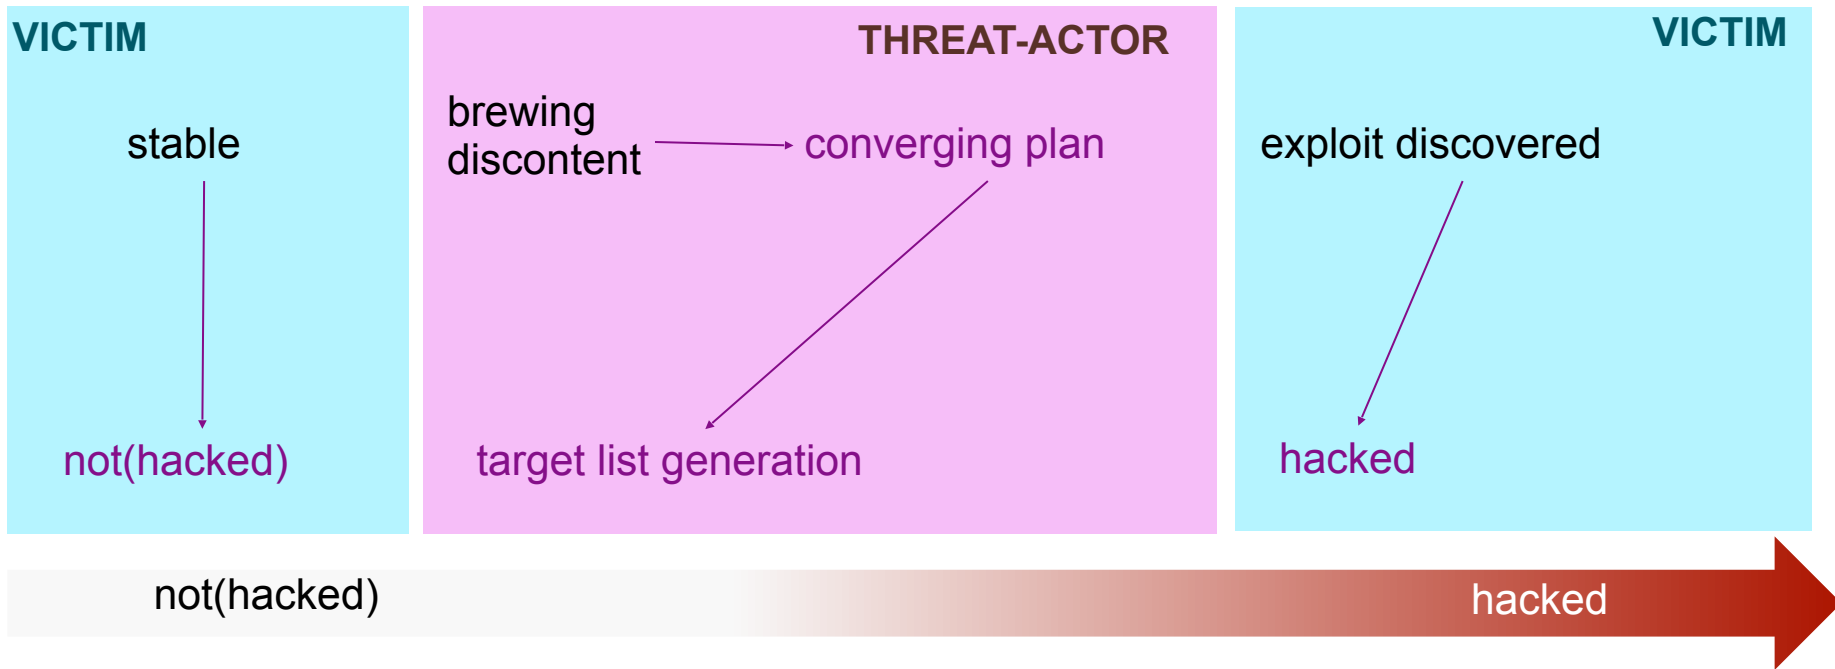 VICTIM
stable
not(hacked)
THREAT-ACTOR
brewing
discontent
converging plan
target list generation
VICTIM
exploit discovered
hacked
not(hacked)
hacked